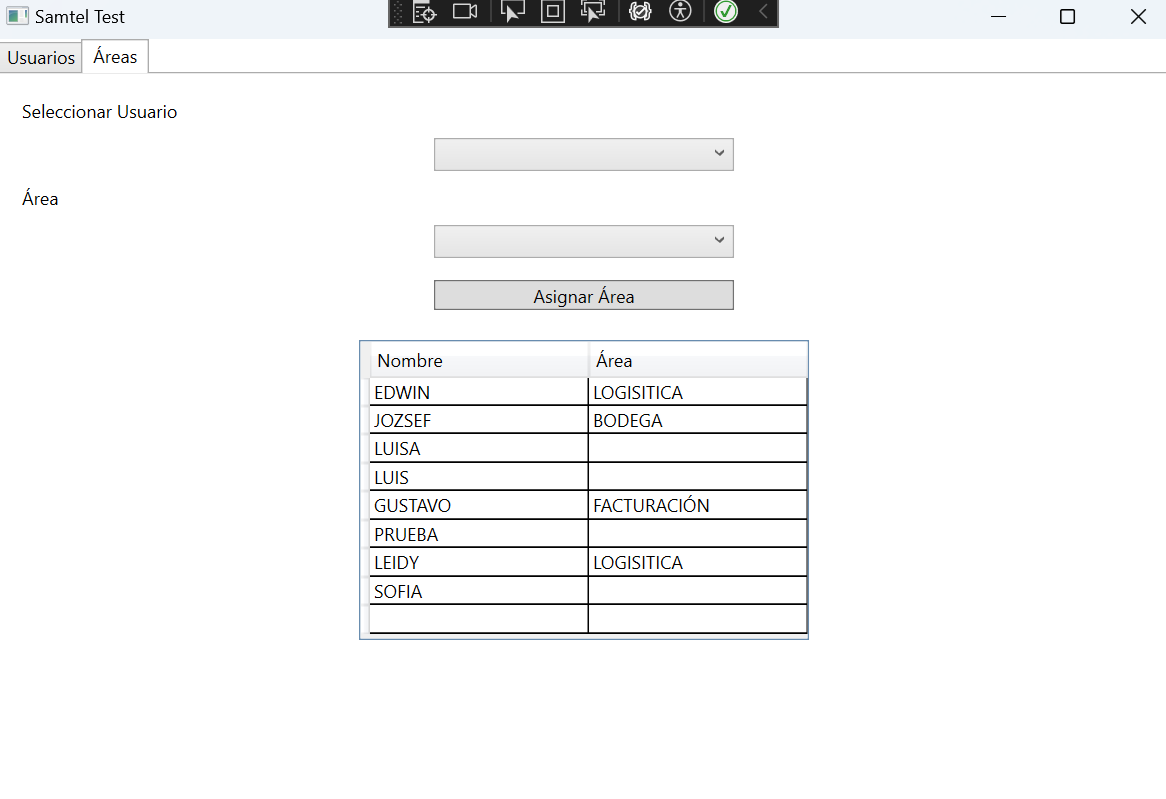 Samtel Test
Usuarios Áreas
Seleccionar Usuario
Área
Asignar Área
Nombre Área
EDWIN LOGISITICA
JOZSEF BODEGA
LUISA
LUIS
GUSTAVO FACTURACIÓN
PRUEBA
LEIDY LOGISITICA
SOFIA